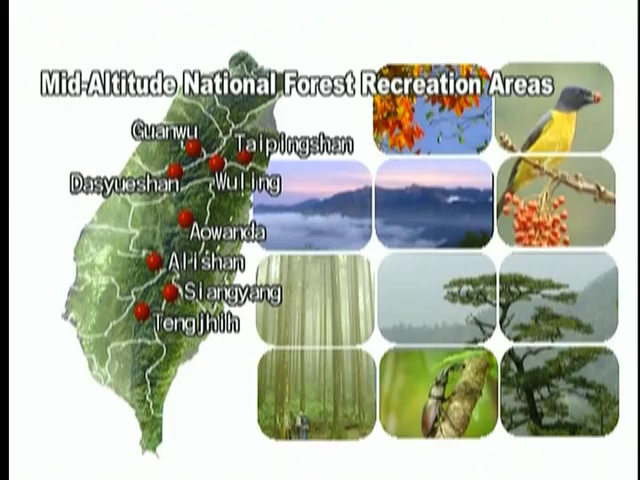 Mid-Altitude National Forest Recreation Areas
Guanwu
Taipingshan
Dasyueshan
Wuling
Aowanda
Alishan
Siangyang
Tengjhih